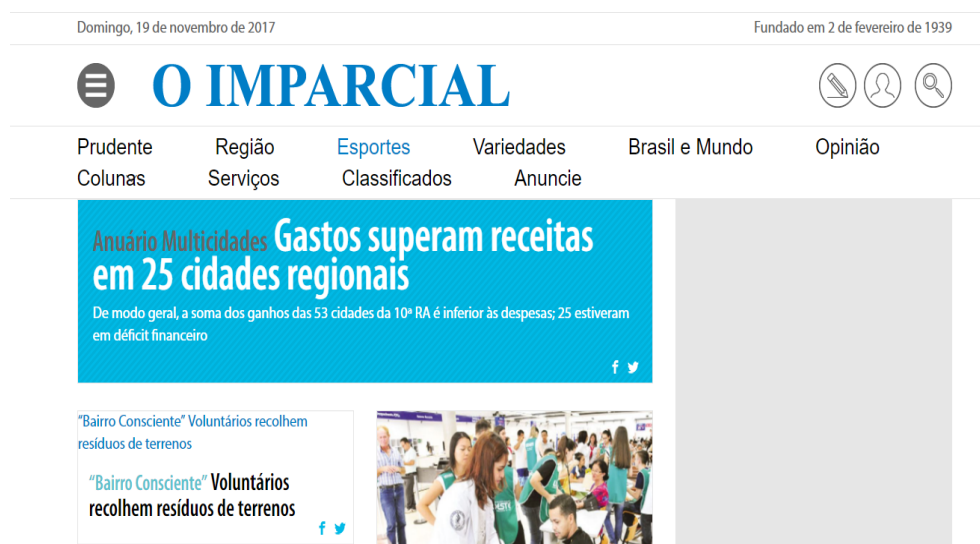 Domingo, 19 de novembro de 2017
Fundado em 2 de fevereiro de 1939
O IMPARCIAL
Prudente Região Esportes Variedades Brasil e Mundo Opinião
Colunas Serviços Classificados Anuncie
Anuário Multicidades Gastos superam receitas
em 25 cidades regionais
De modo geral, a soma dos ganhos das 53 cidades da 10ª RA é inferior às despesas; 25 estiveram
em déficit financeiro
“Bairro Consciente” Voluntários recolhem
resíduos de terrenos
“Bairro Consciente” Voluntários
recolhem resíduos de terrenos